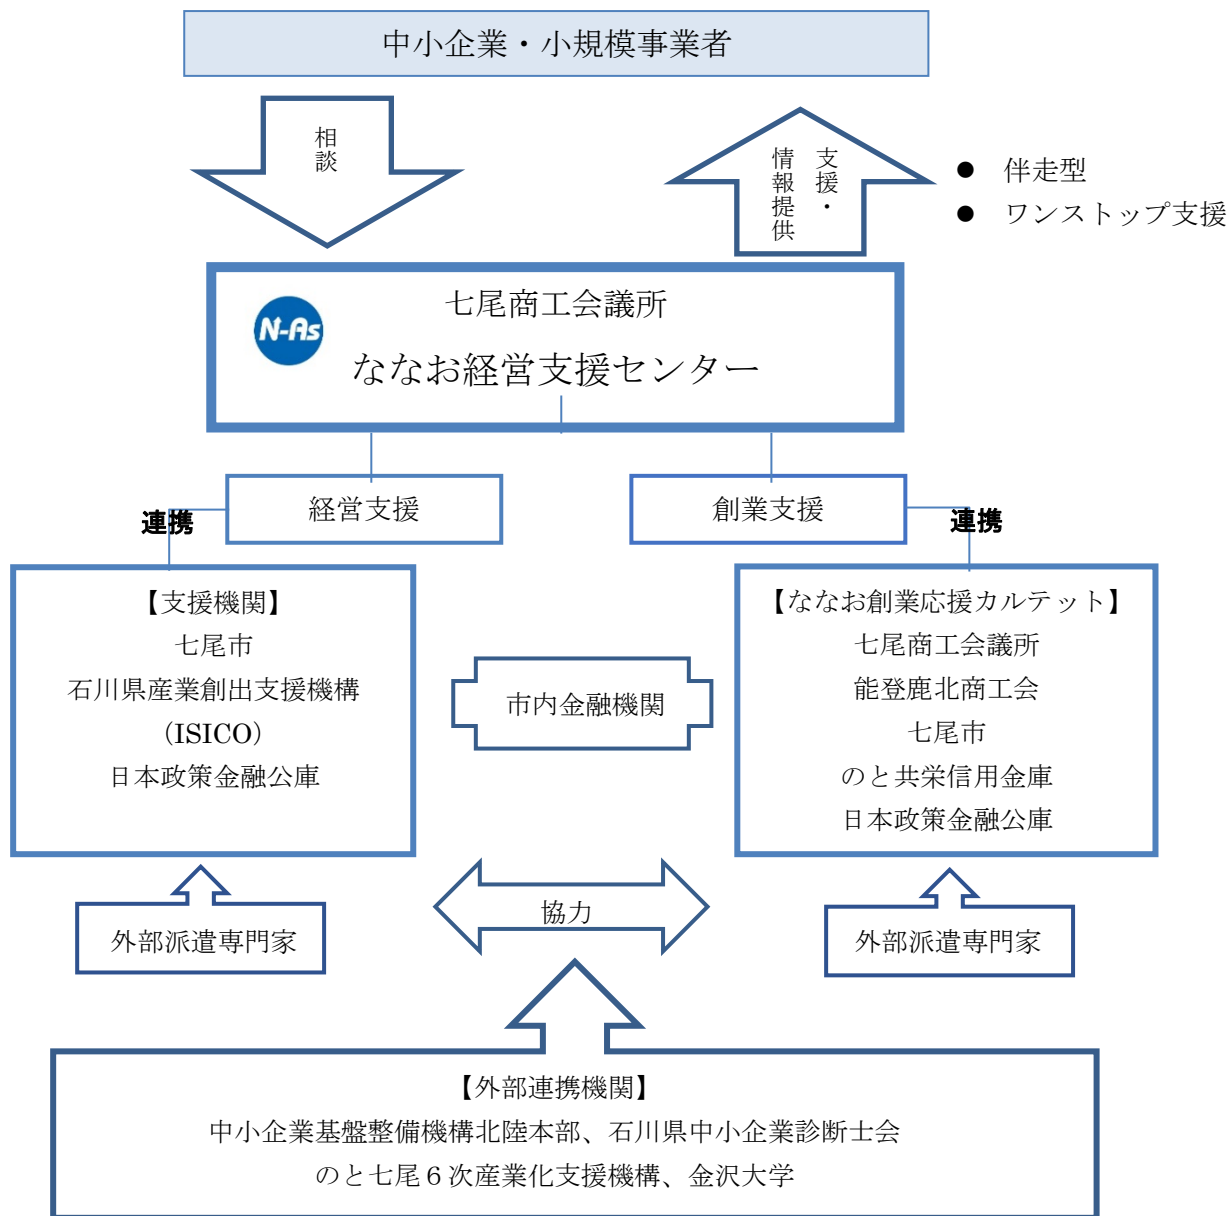 中小企業・小規模事業者
相談
支援・
情報提供
● 伴走型
● ワンストップ支援
N-As
七尾商工会議所
ななお経営支援センター
経営支援
創業支援
連携
連携
【支援機関】
七尾市
石川県産業創出支援機構
(ISICO)
日本政策金融公庫
市内金融機関
【ななお創業応援カルテット】
七尾商工会議所
能登鹿北商工会
七尾市
のと共栄信用金庫
日本政策金融公庫
外部派遣専門家
協力
外部派遣専門家
【外部連携機関】
中小企業基盤整備機構北陸本部、石川県中小企業診断士会
のと七尾６次産業化支援機構、金沢大学